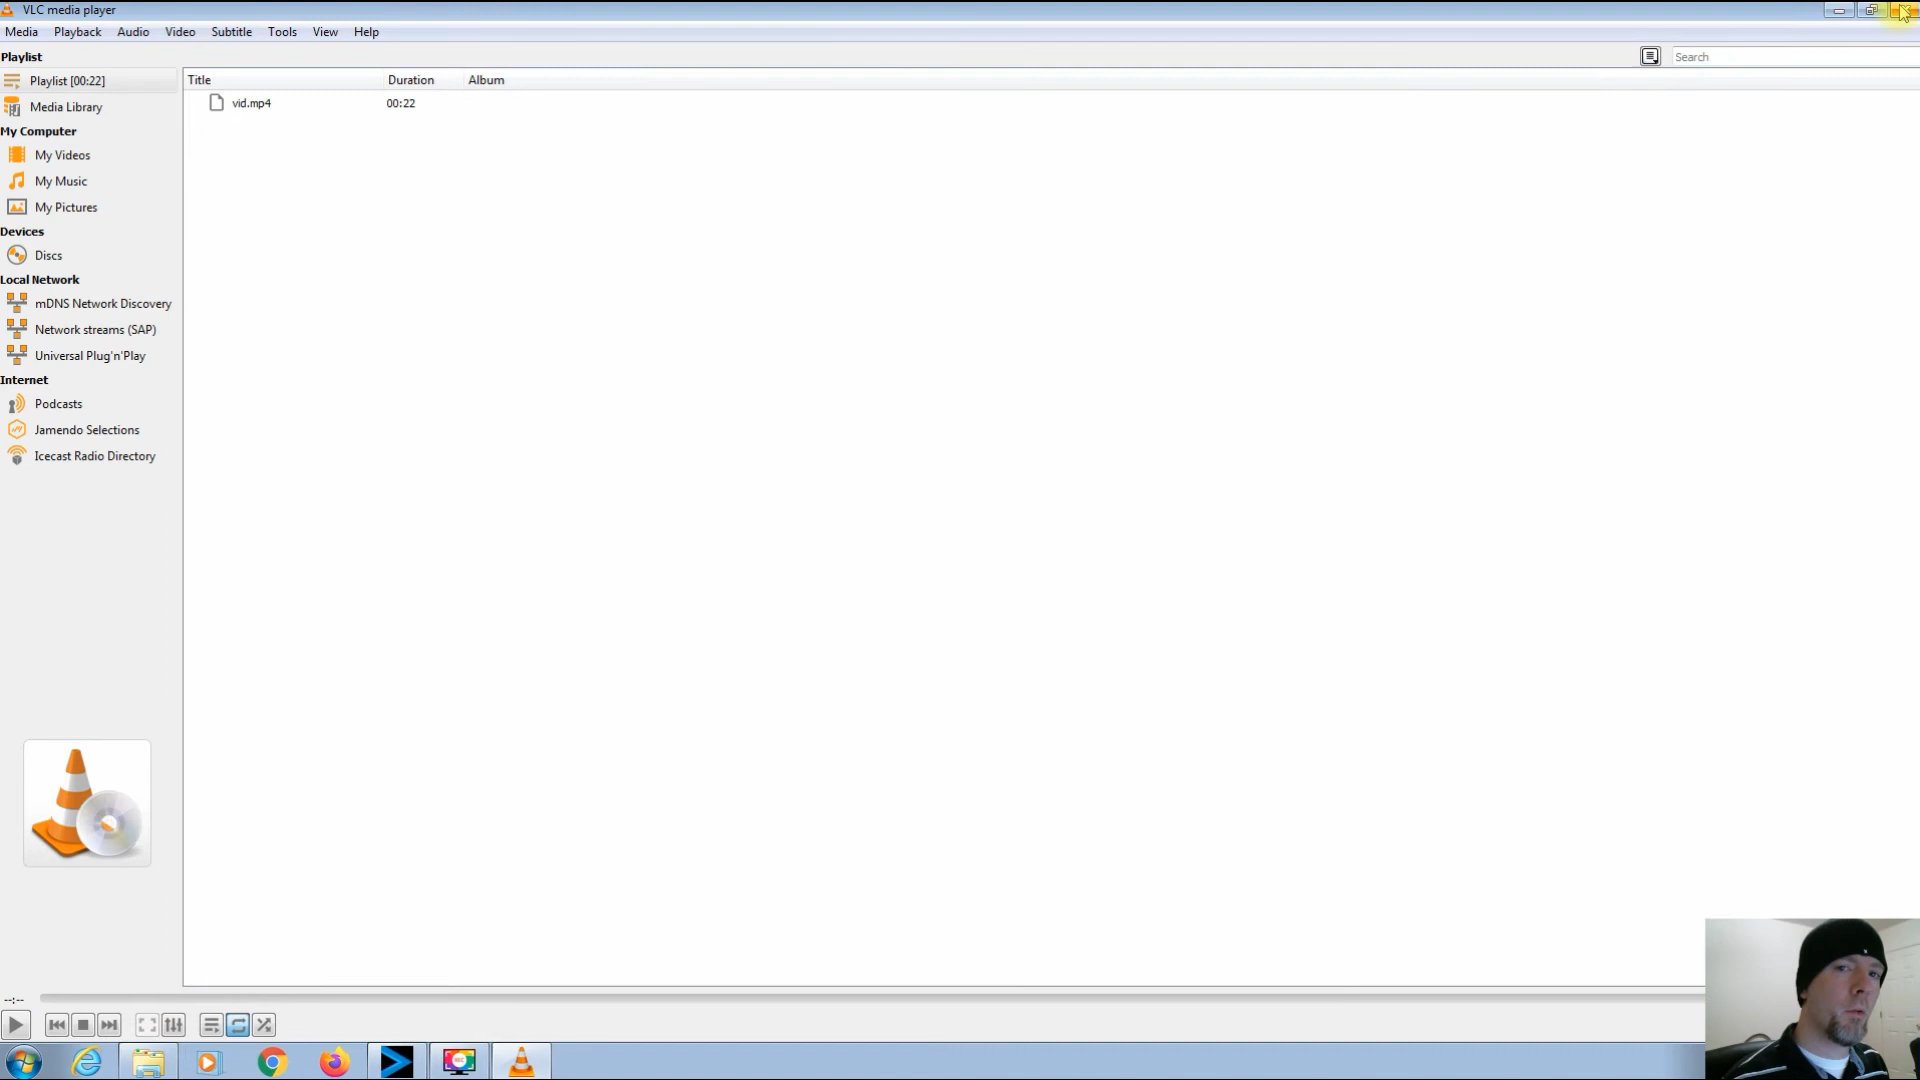 VLC media player
Media Playback Audio Video Subtitle Tools View Help
Playlist
Search
Playlist [00:22]
Title Duration Album
vid.mp4 00:22
Media Library
My Computer
My Videos
My Music
My Pictures
Devices
Discs
Local Network
mDNS Network Discovery
Network streams (SAP)
Universal Plug'n'Play
Internet
Podcasts
Jamendo Selections
Icecast Radio Directory
--:--